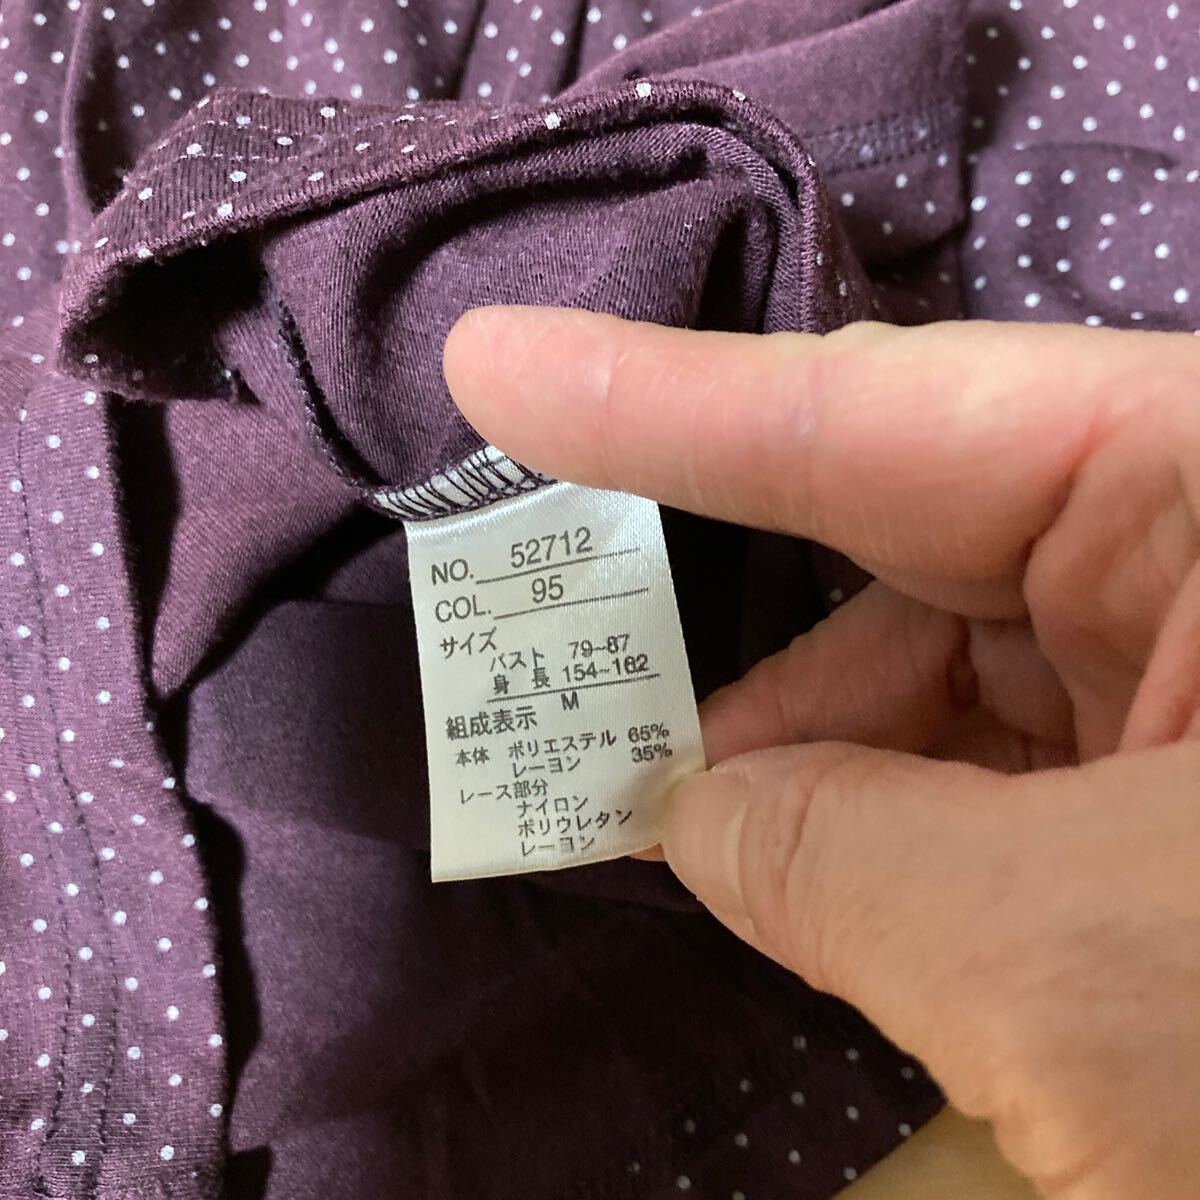 NO. 52712
COL. 95
サイズ
バスト 79~87
身長 154~162
M
組成表示
本体 ポリエステル 65%
レーヨン 35%
レース部分
ナイロン
ポリウレタン
レーヨン